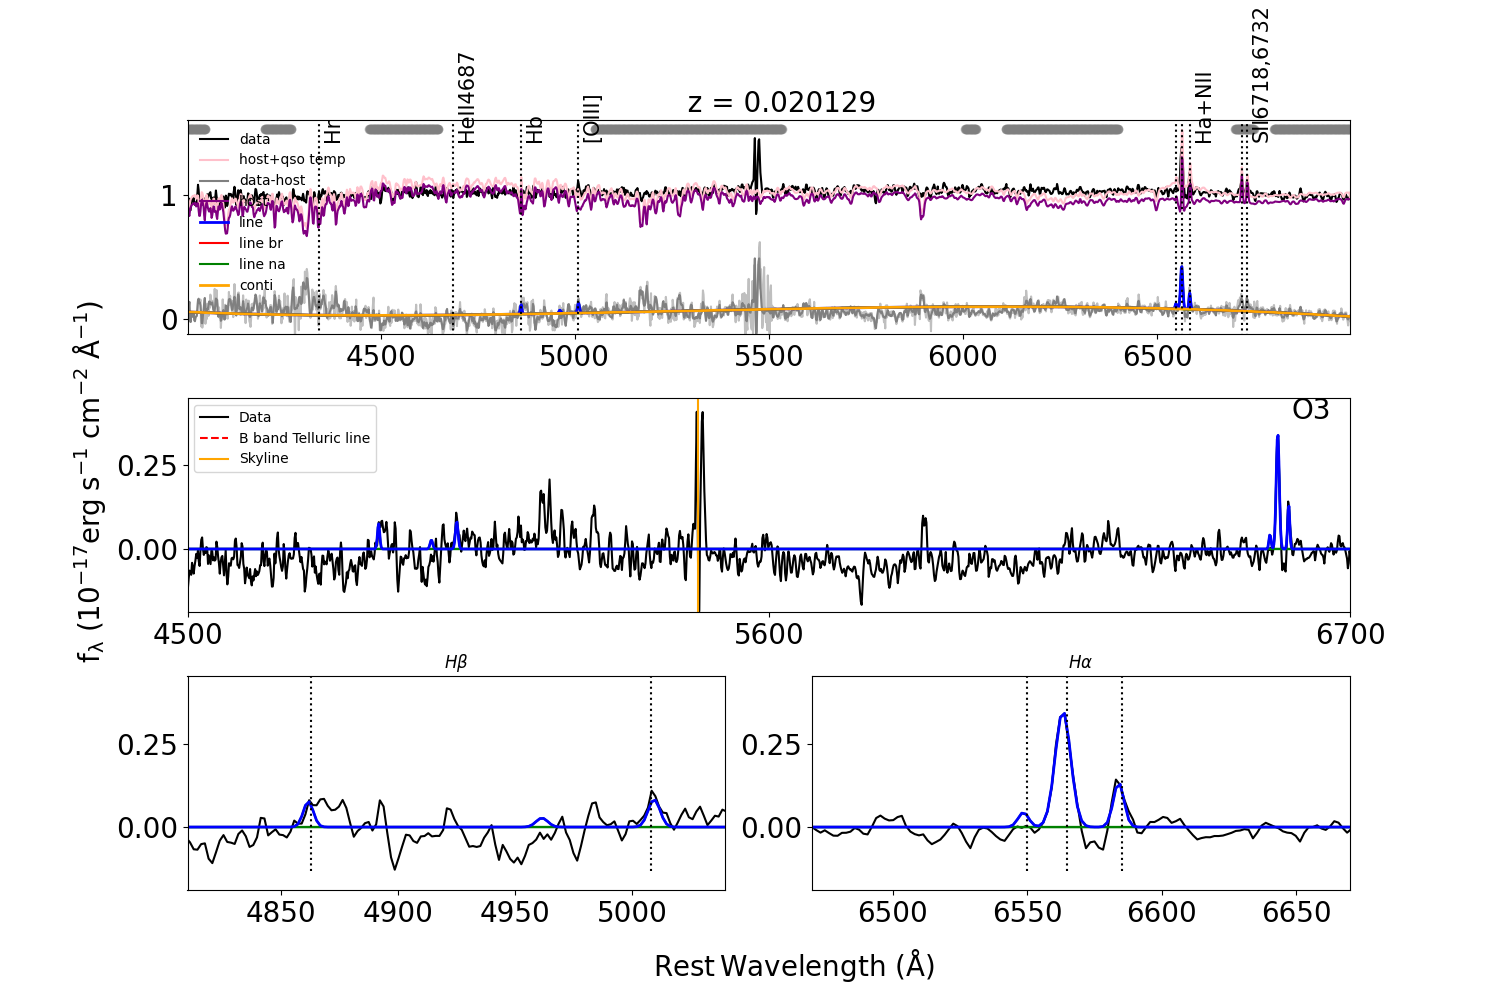 z = 0.020129
Hr
HeII4687
Hb
[OIII]
Ha+NII
SII6718,6732
data
host+qso temp
data-host
host
line
line br
line na
conti
1
0
4500
5000
5500
6000
6500
fλ (10−17erg s−1 cm−2 Å−1)
O3
Data
B band Telluric line
Skyline
0.25
0.00
4500
5600
6700
Hβ
0.25
0.00
4850
4900
4950
5000
Hα
0.25
0.00
6500
6550
6600
6650
Rest Wavelength (Å)